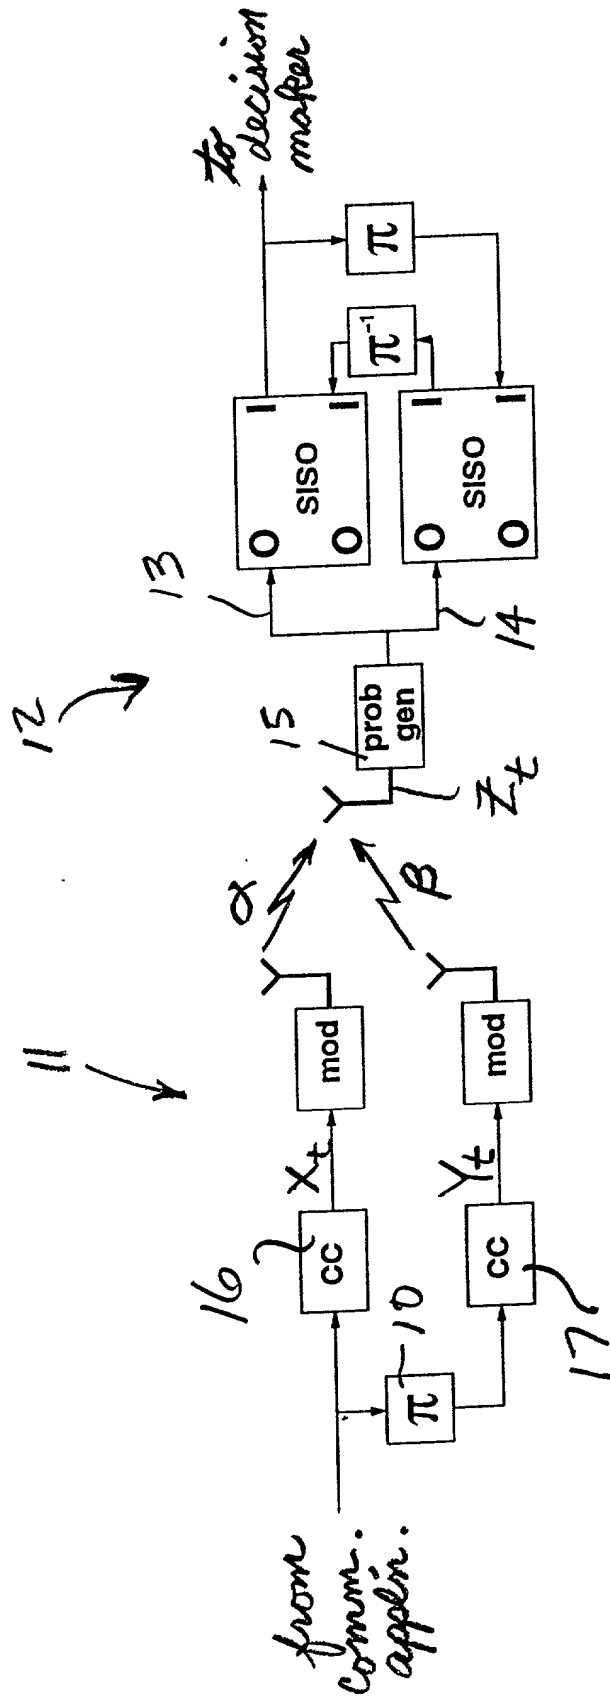 from
comm.
appln.
π
10
16
cc
cc
17
X_t
Y_t
11
mod
mod
α
β
12
Z_t
15
prob
gen
13
14
O
O
SISO
I
I
O
O
SISO
I
I
π⁻¹
π
to
decision
maker